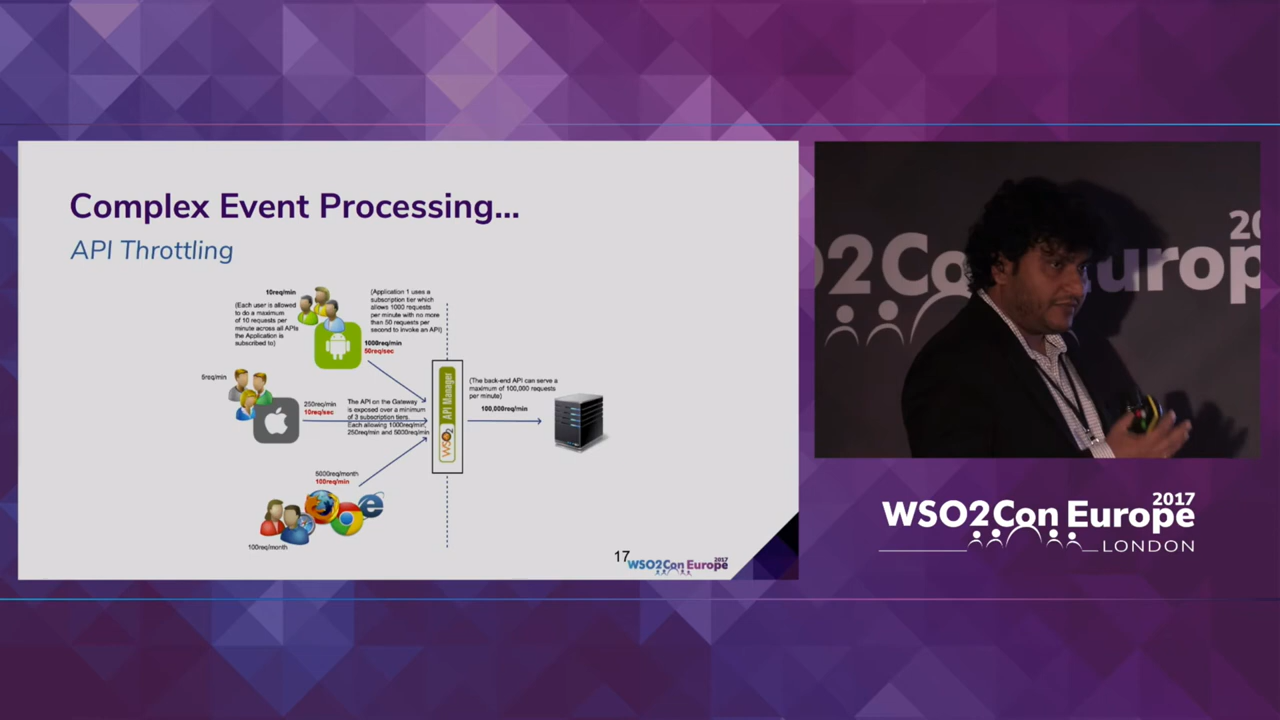 Complex Event Processing...
API Throttling
10req/min
(Each user is allowed
to do a maximum
of 10 requests per
minute across all APIs
the Application is
subscribed to)
(Application 1 uses a
subscription tier which
allows 1000 requests
per minute with no more
than 50 requests per
second to invoke an API)
1000req/min
50req/sec
250req/min
10req/sec
The API on the Gateway
is exposed over a minimum
of 3 subscription tiers.
Each allowing 1000req/min,
250req/min and 5000req/min
WSO2 API Manager
(The back-end API can serve a
maximum of 100,000 requests
per minute)
100,000req/min
5000req/month
100req/min
100req/month
17
WSO2Con Europe 2017
O2Con Europ
20
WSO2Con Europe 2017
LONDON